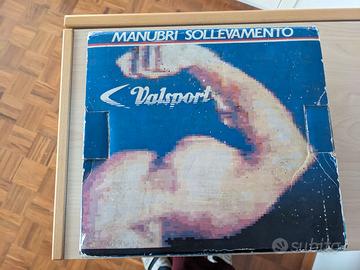 MANUBRI SOLLEVAMENTO
Valsport
subito